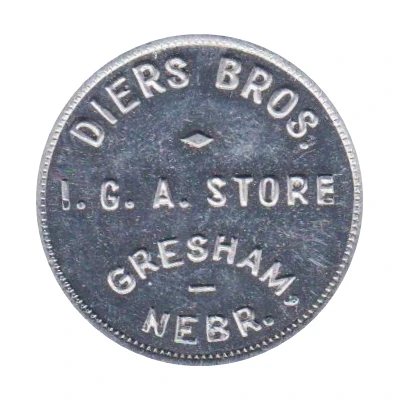 DIERS BROS.
I. G. A. STORE
GRESHAM,
NEBR.